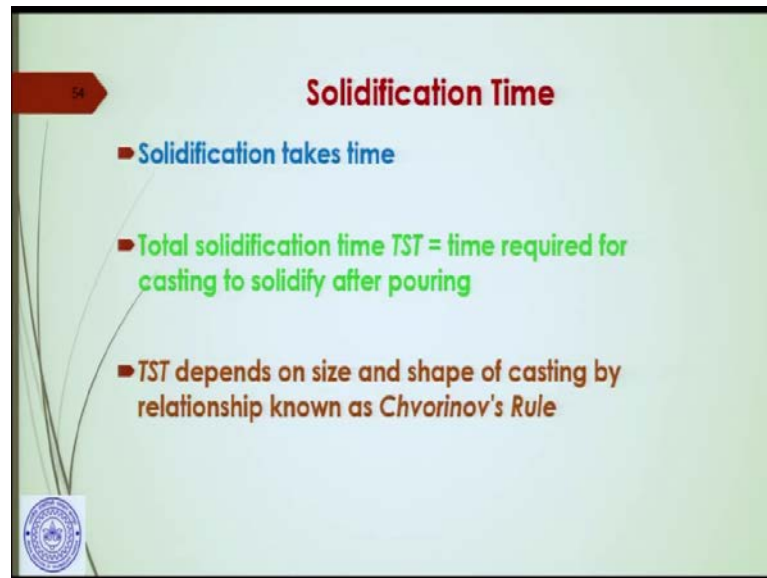 54
Solidification Time
Solidification takes time
Total solidification time TST = time required for
casting to solidify after pouring
TST depends on size and shape of casting by
relationship known as Chvorinov's Rule